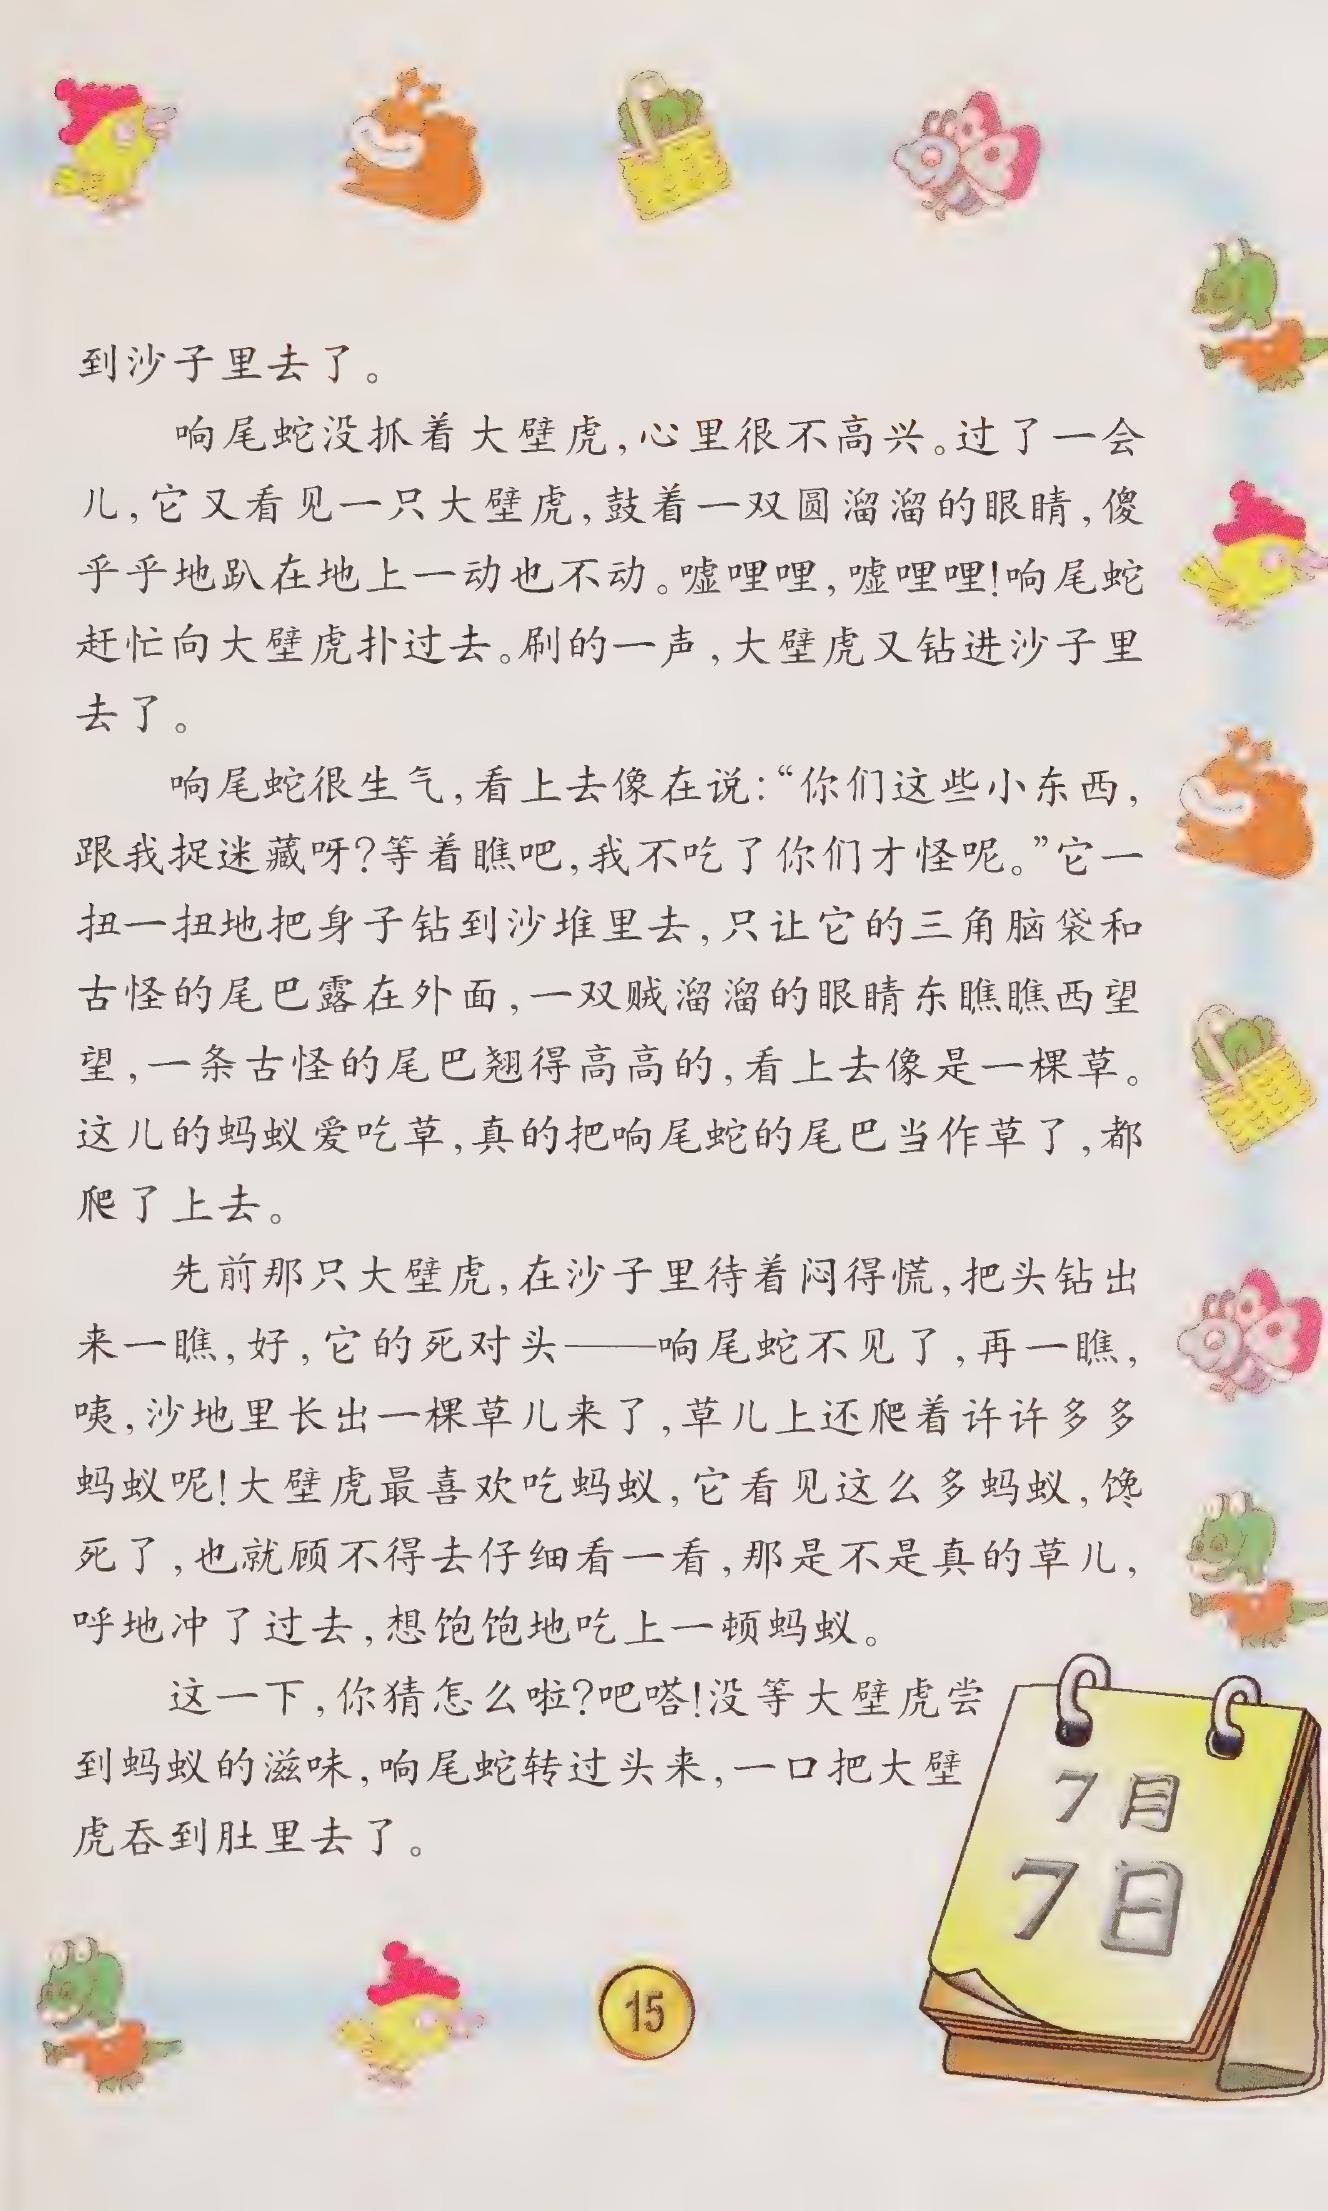 到沙子里去了。
响尾蛇没抓着大壁虎,心里很不高兴。过了一会
儿,它又看见一只大壁虎,鼓着一双圆溜溜的眼睛,傻
乎乎地趴在地上一动也不动。嘘哩哩,嘘哩哩!响尾蛇
赶忙向大壁虎扑过去。刷的一声,大壁虎又钻进沙子里
去了。
响尾蛇很生气,看上去像在说:“你们这些小东西,
跟我捉迷藏呀?等着瞧吧,我不吃了你们才怪呢。”它一
扭一扭地把身子钻到沙堆里去,只让它的三角脑袋和
古怪的尾巴露在外面,一双贼溜溜的眼睛东瞧瞧西望
望,一条古怪的尾巴翘得高高的,看上去像是一棵草。
这儿的蚂蚁爱吃草,真的把响尾蛇的尾巴当作草了,都
爬了上去。
先前那只大壁虎,在沙子里待着闷得慌,把头钻出
来一瞧,好,它的死对头——响尾蛇不见了,再一瞧,
咦,沙地里长出一棵草儿来了,草儿上还爬着许许多多
蚂蚁呢!大壁虎最喜欢吃蚂蚁,它看见这么多蚂蚁,馋
死了,也就顾不得去仔细看一看,那是不是真的草儿,
呼地冲了过去,想饱饱地吃上一顿蚂蚁。
这一下,你猜怎么啦?吧嗒!没等大壁虎尝
到蚂蚁的滋味,响尾蛇转过头来,一口把大壁
虎吞到肚里去了。
7月
7日
15